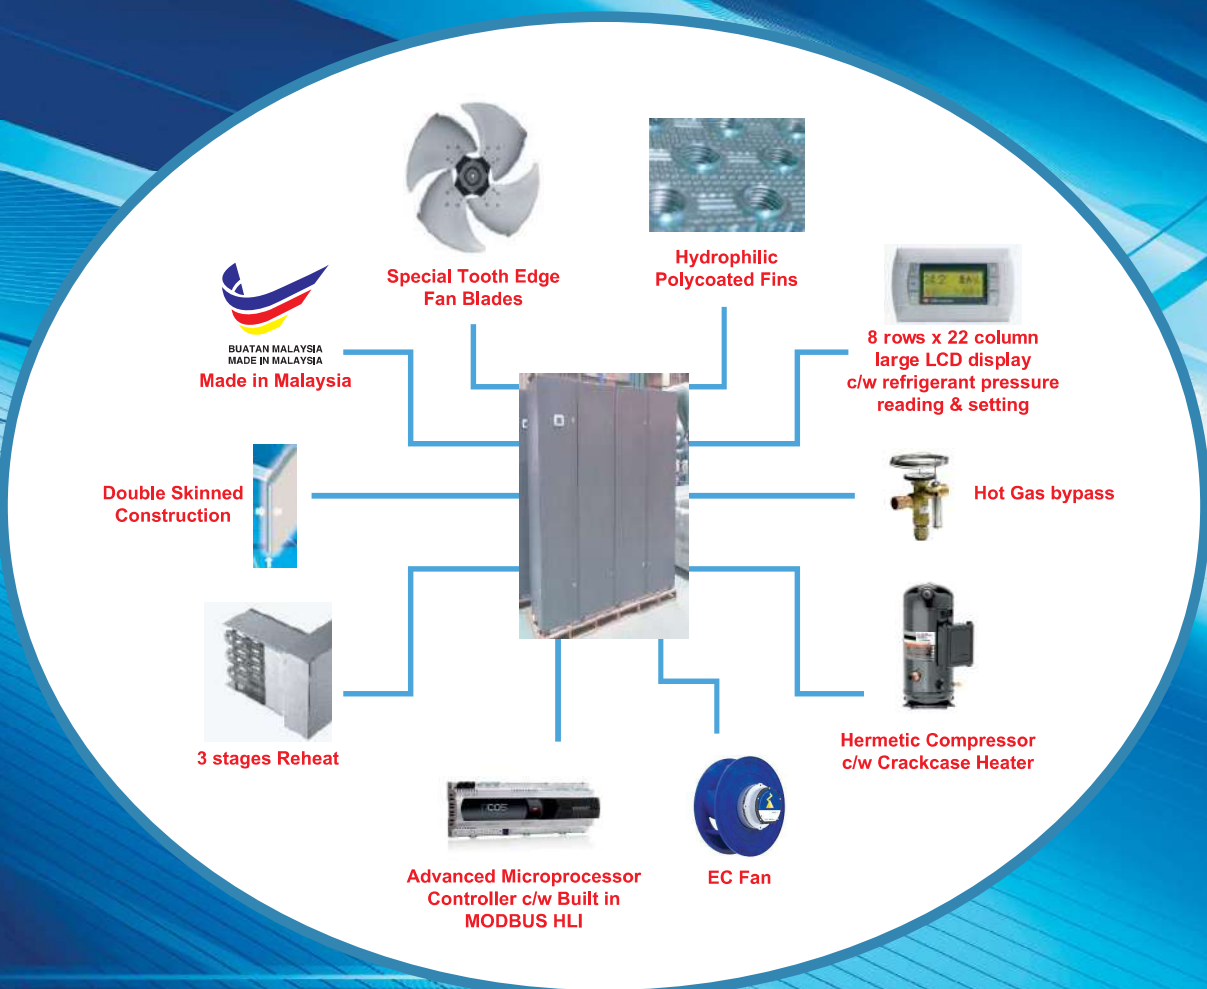 Special Tooth Edge
Fan Blades
Hydrophilic
Polycoated Fins
BUATAN MALAYSIA
MADE IN MALAYSIA
Made in Malaysia
8 rows x 22 column
large LCD display
c/w refrigerant pressure
reading & setting
Double Skinned
Construction
Hot Gas bypass
3 stages Reheat
Hermetic Compressor
c/w Crackcase Heater
Advanced Microprocessor
Controller c/w Built in
MODBUS HLI
EC Fan